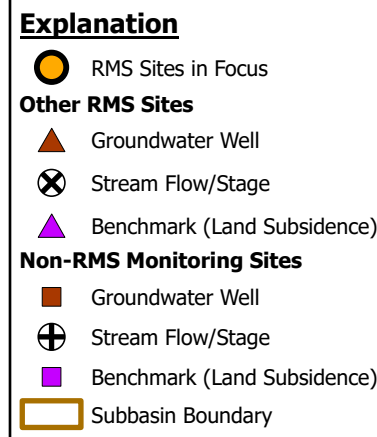 Explanation
RMS Sites in Focus
Other RMS Sites
Groundwater Well
Stream Flow/Stage
Benchmark (Land Subsidence)
Non-RMS Monitoring Sites
Groundwater Well
Stream Flow/Stage
Benchmark (Land Subsidence)
Subbasin Boundary